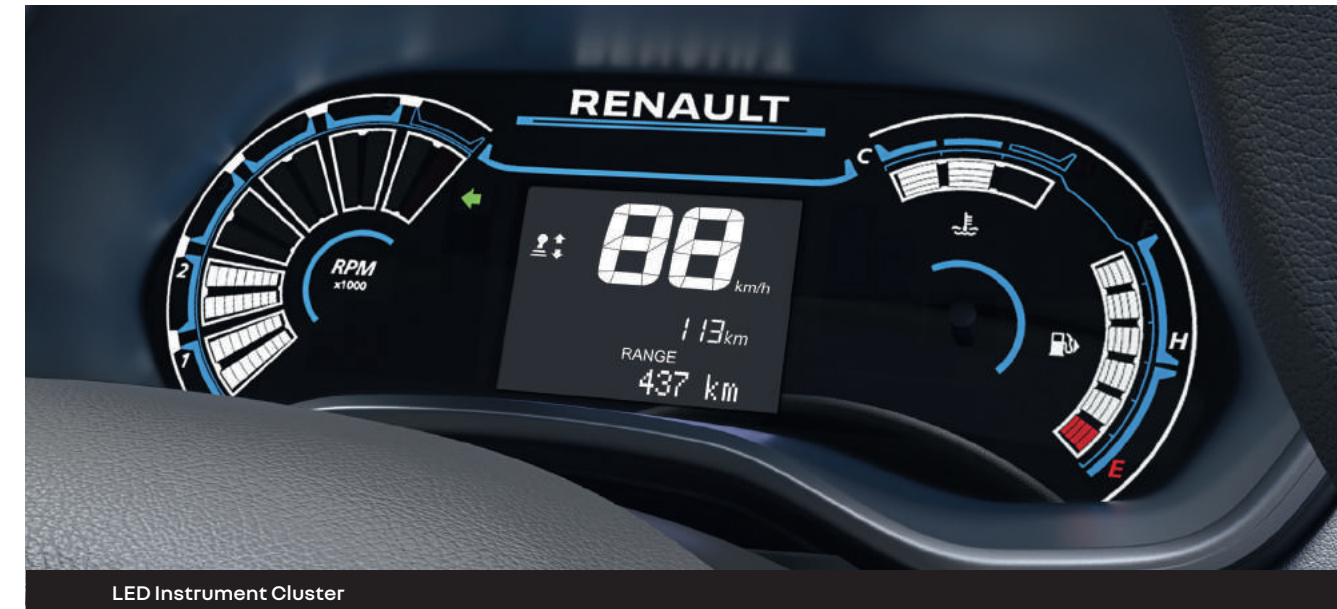 RENAULT
C
2
RPM
x1000
88
km/h
F
113km
H
1
RANGE
437 km
E
LED Instrument Cluster